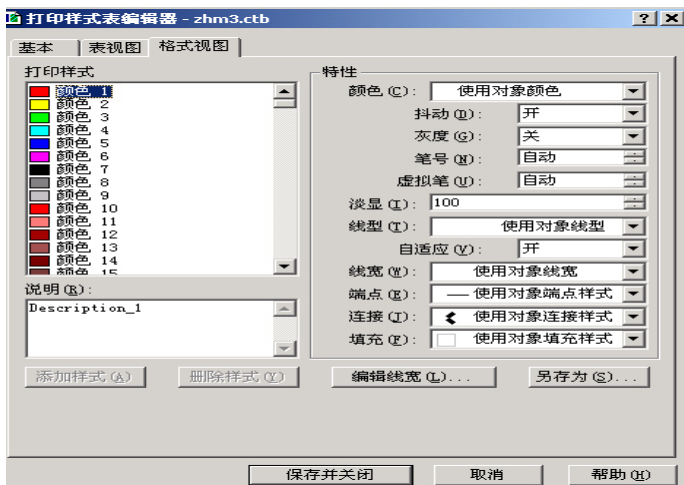 打印样式表编辑器 - zhm3.ctb
基本 表视图 格式视图
打印样式
颜色 1
颜色 2
颜色 3
颜色 4
颜色 5
颜色 6
颜色 7
颜色 8
颜色 9
颜色 10
颜色 11
颜色 12
颜色 13
颜色 14
颜色 15
说明(R):
Description_1
添加样式(A) 删除样式(Y)
特性
颜色(C): 使用对象颜色
抖动(D): 开
灰度(G): 关
笔号(N): 自动
虚拟笔(U): 自动
淡显(I): 100
线型(T): 使用对象线型
自适应(V): 开
线宽(W): 使用对象线宽
端点(E): 使用对象端点样式
连接(J): 使用对象连接样式
填充(F): 使用对象填充样式
编辑线宽(L)... 另存为(S)...
保存并关闭 取消 帮助(H)